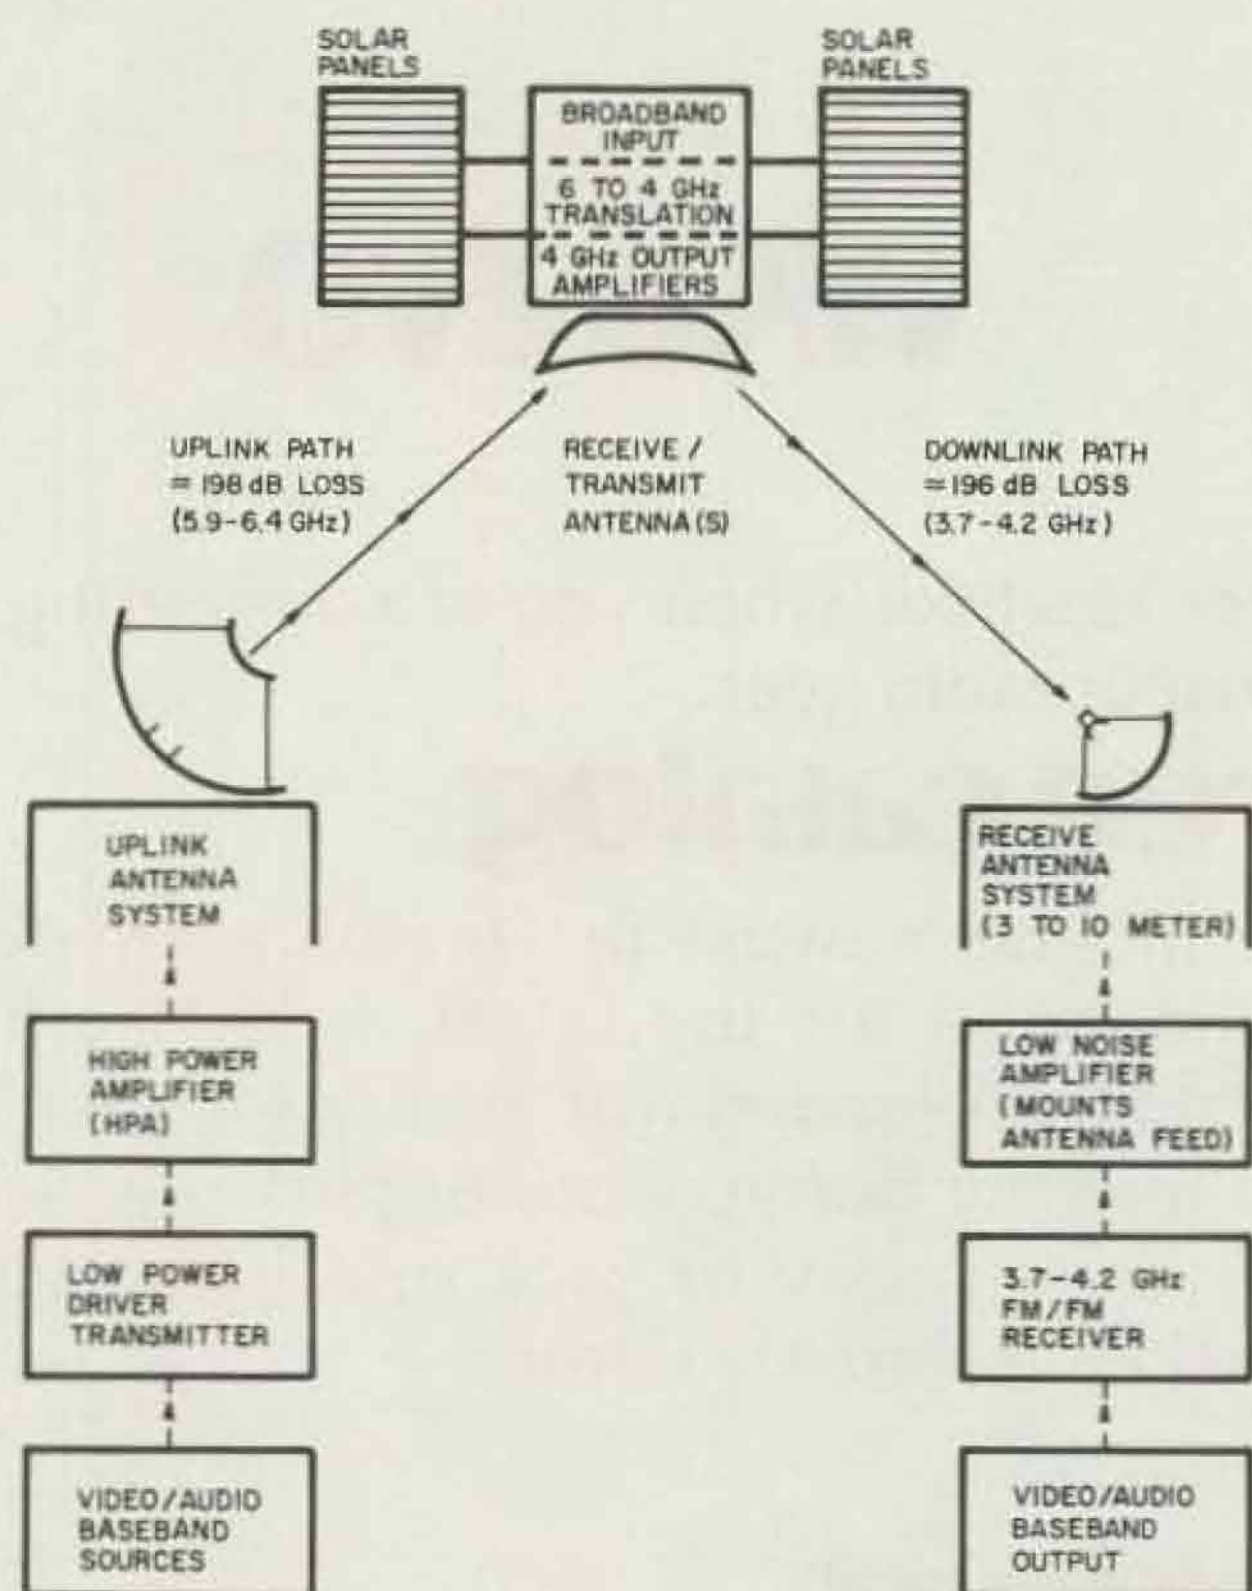 SOLAR
PANELS
SOLAR
PANELS
BROADBAND
INPUT
6 TO 4 GHz
TRANSLATION
4 GHz OUTPUT
AMPLIFIERS
UPLINK PATH
≈ 198 dB LOSS
(5.9-6.4 GHz)
RECEIVE /
TRANSMIT
ANTENNA(S)
DOWNLINK PATH
≈196 dB LOSS
(3.7-4.2 GHz)
UPLINK
ANTENNA
SYSTEM
HIGH POWER
AMPLIFIER
(HPA)
LOW POWER
DRIVER
TRANSMITTER
VIDEO/AUDIO
BASEBAND
SOURCES
RECEIVE
ANTENNA
SYSTEM
(3 TO 10 METER)
LOW NOISE
AMPLIFIER
(MOUNTS
ANTENNA FEED)
3.7-4.2 GHz
FM/FM
RECEIVER
VIDEO/AUDIO
BASEBAND
OUTPUT